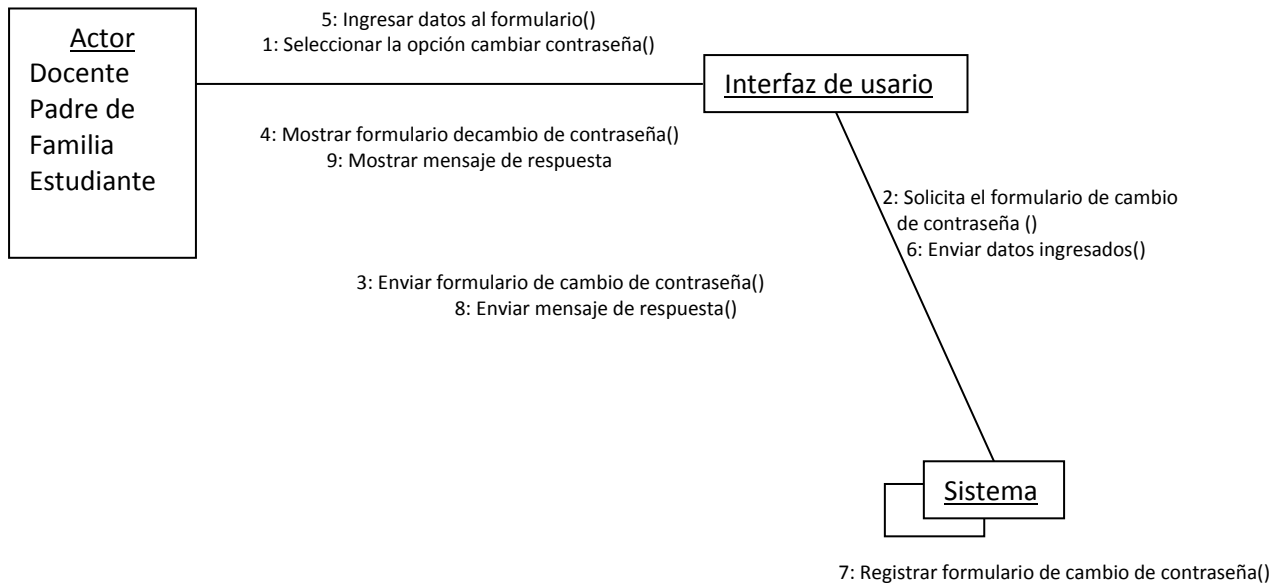 5: Ingresar datos al formulario()
1: Seleccionar la opción cambiar contraseña()
Actor
Docente
Padre de
Familia
Estudiante
Interfaz de usario
4: Mostrar formulario decambio de contraseña()
9: Mostrar mensaje de respuesta
2: Solicita el formulario de cambio
de contraseña ()
6: Enviar datos ingresados()
3: Enviar formulario de cambio de contraseña()
8: Enviar mensaje de respuesta()
Sistema
7: Registrar formulario de cambio de contraseña()